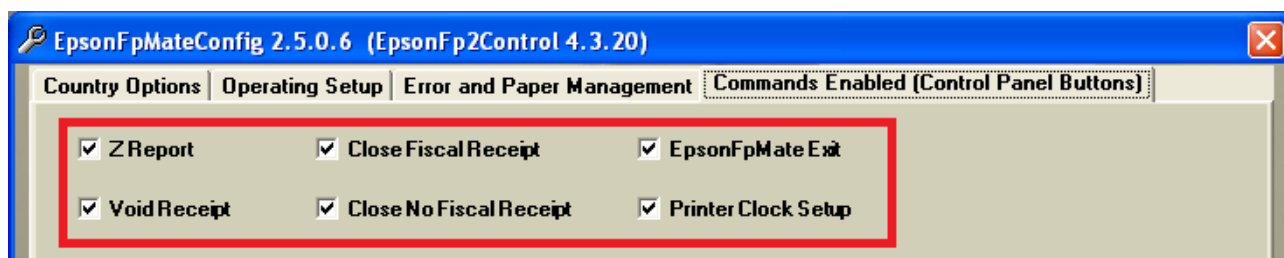 EpsonFpMateConfig 2.5.0.6 (EpsonFp2Control 4.3.20)
Country Options Operating Setup Error and Paper Management Commands Enabled (Control Panel Buttons)
Z Report Close Fiscal Receipt EpsonFpMate Exit
Void Receipt Close No Fiscal Receipt Printer Clock Setup